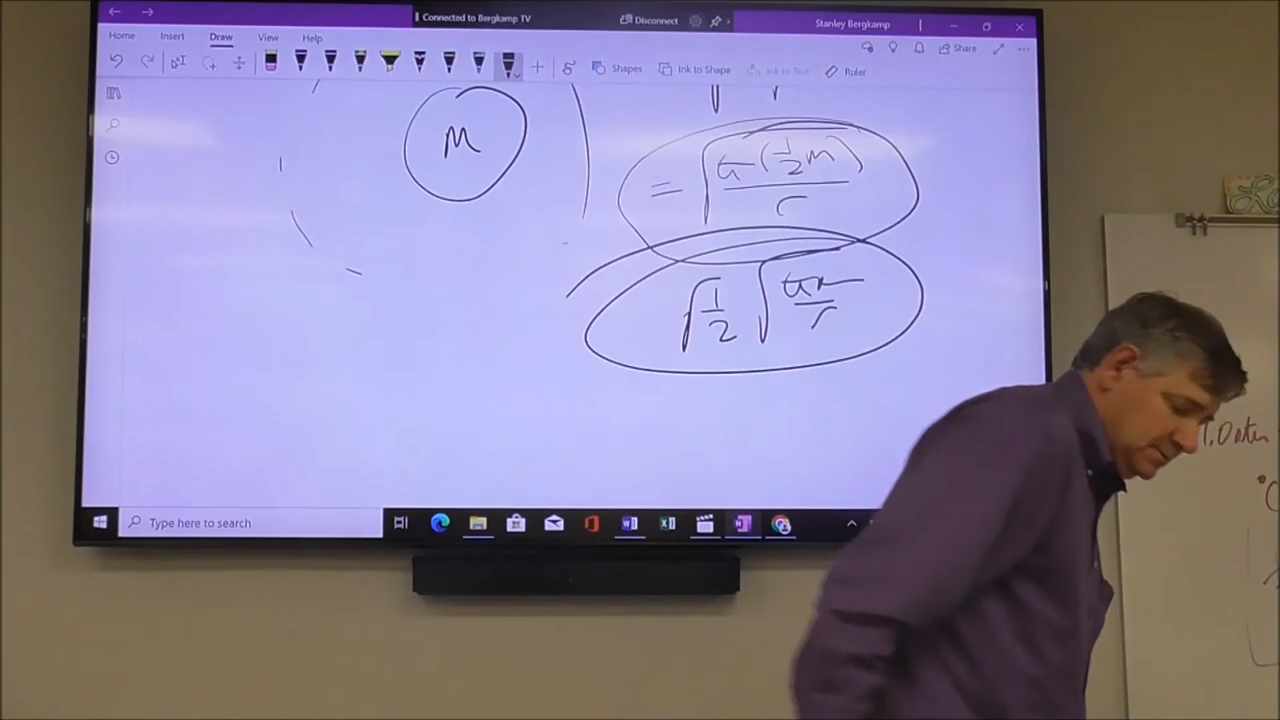 Connected to Bergkamp TV
Disconnect
Stanley Bergkamp
Home Insert Draw View Help
Share
Shapes Ink to Shape Ink to Text Ruler
M
= √(G(½m)/r)
√½ √(Gm/r)
T. Daten
Type here to search